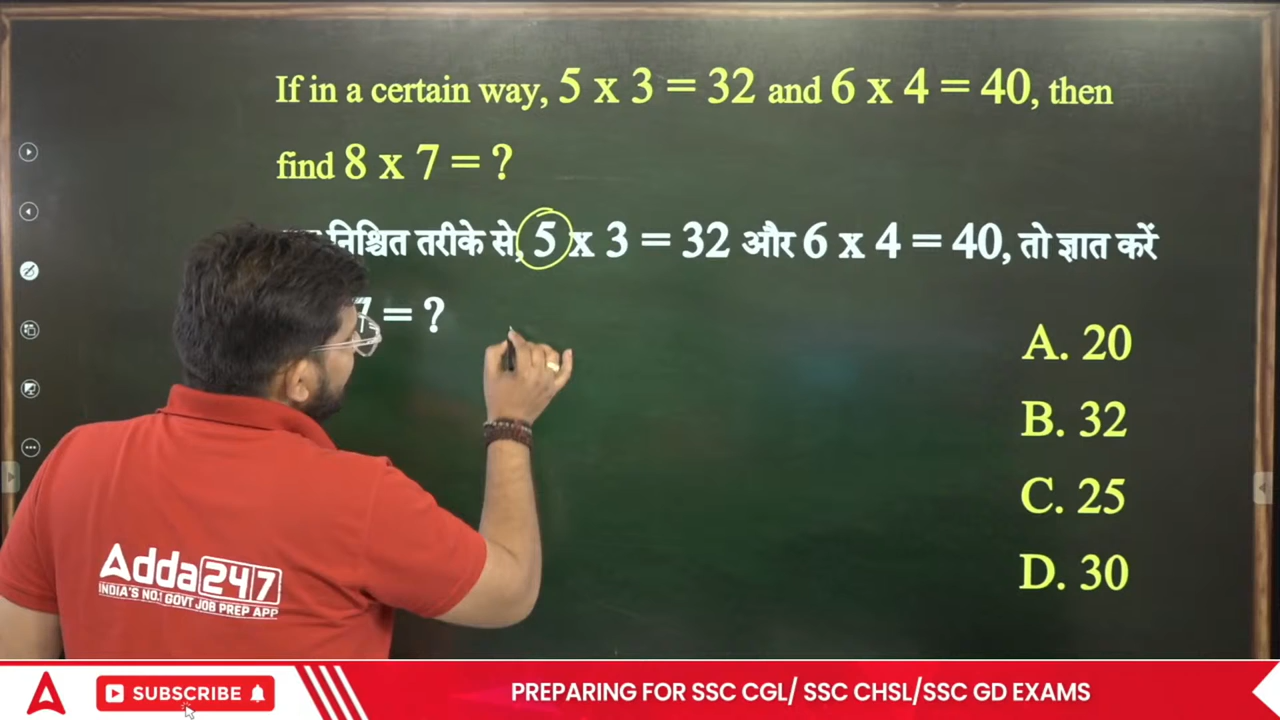 If in a certain way, 5 x 3 = 32 and 6 x 4 = 40, then
find 8 x 7 = ?
निश्चित तरीके से, 5 x 3 = 32 और 6 x 4 = 40, तो ज्ञात करें
7 = ?
A. 20
B. 32
C. 25
D. 30
Adda247
INDIA'S NO.1 GOVT JOB PREP APP
SUBSCRIBE
PREPARING FOR SSC CGL/ SSC CHSL/SSC GD EXAMS